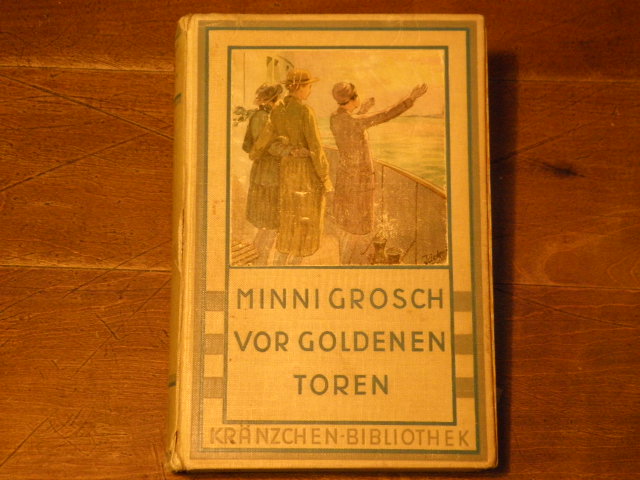 MINNI GROSCH
VOR GOLDENEN
TOREN
KRÄNZCHEN-BIBLIOTHEK